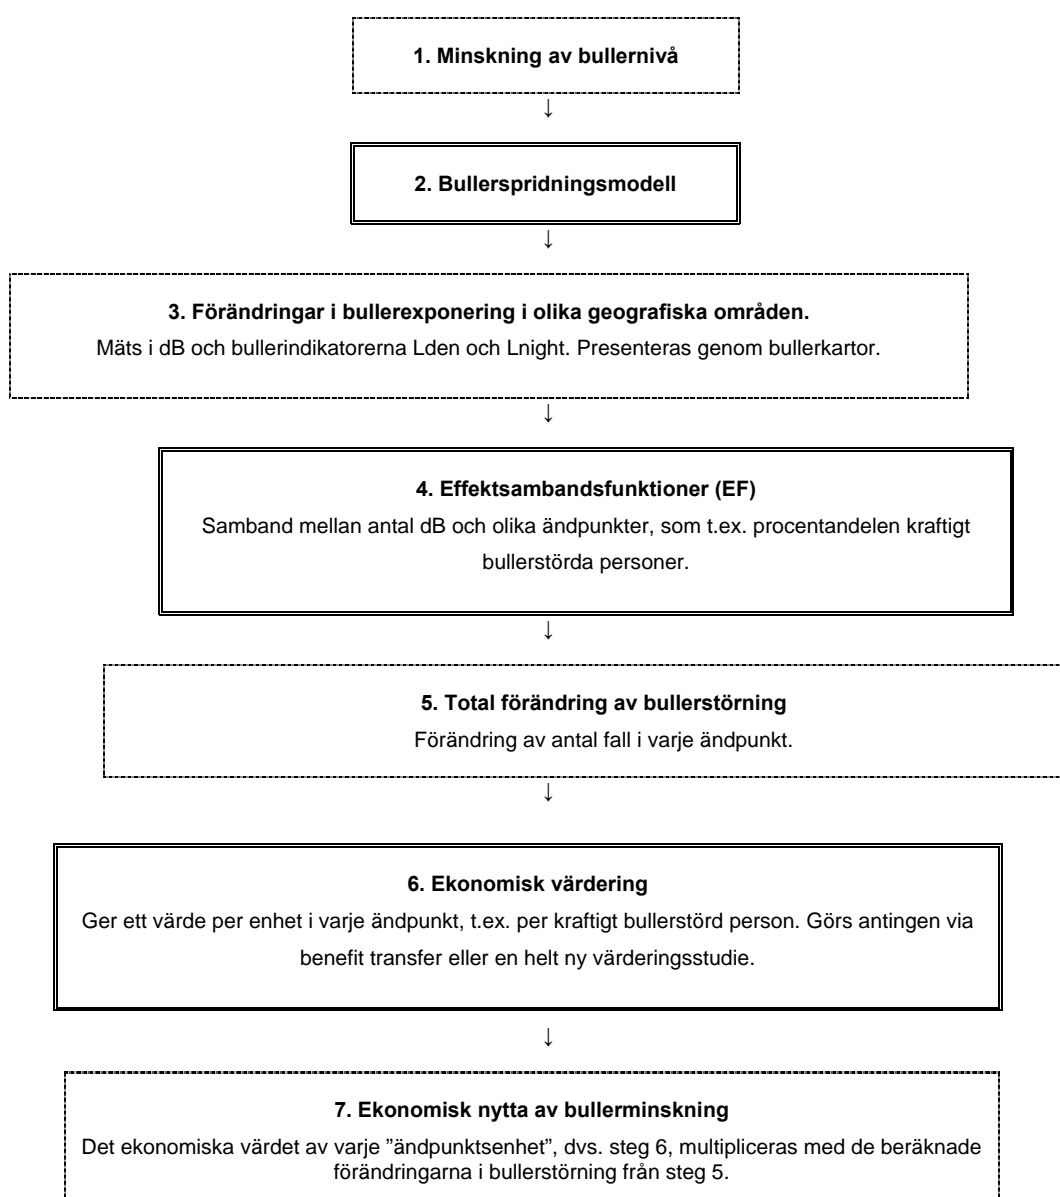 1. Minskning av bullernivå
↓
2. Bullerspridningsmodell
↓
3. Förändringar i bullerexponering i olika geografiska områden.
Mäts i dB och bullerindikatorerna Lden och Lnight. Presenteras genom bullerkartor.
↓
4. Effektsambandsfunktioner (EF)
Samband mellan antal dB och olika ändpunkter, som t.ex. procentandelen kraftigt
bullerstörda personer.
↓
5. Total förändring av bullerstörning
Förändring av antal fall i varje ändpunkt.
↓
6. Ekonomisk värdering
Ger ett värde per enhet i varje ändpunkt, t.ex. per kraftigt bullerstörd person. Görs antingen via
benefit transfer eller en helt ny värderingsstudie.
↓
7. Ekonomisk nytta av bullerminskning
Det ekonomiska värdet av varje ”ändpunktsenhet”, dvs. steg 6, multipliceras med de beräknade
förändringarna i bullerstörning från steg 5.